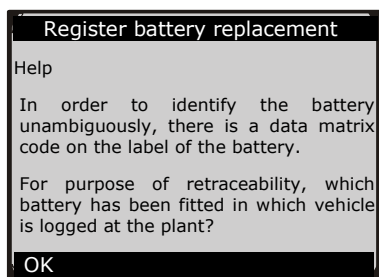 Register battery replacement
Help
In order to identify the battery
unambiguously, there is a data matrix
code on the label of the battery.
For purpose of retraceability, which
battery has been fitted in which vehicle
is logged at the plant?
OK